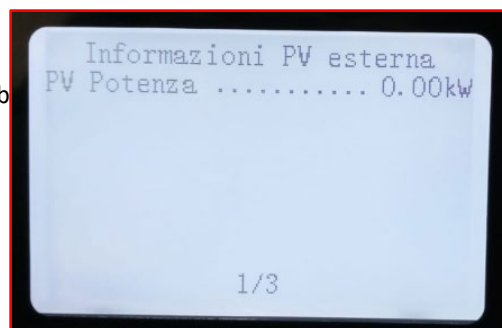 Informazioni PV esterna
PV Potenza ........... 0.00kW
1/3
b